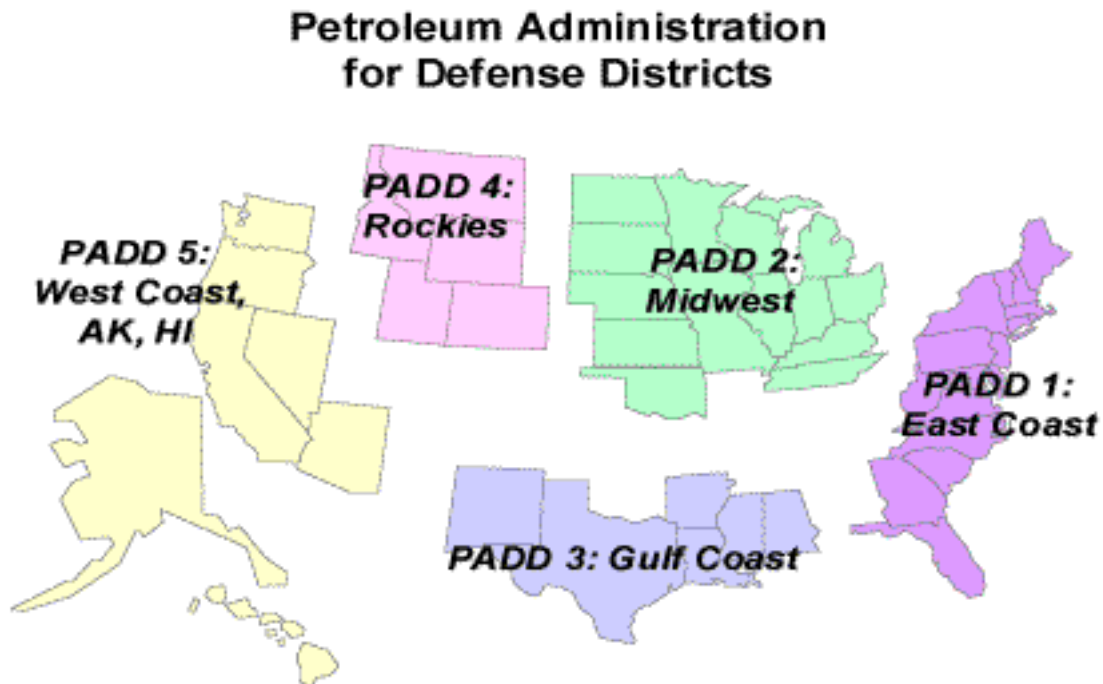 Petroleum Administration
for Defense Districts
PADD 4:
Rockies
PADD 5:
West Coast,
AK, HI
PADD 2:
Midwest
PADD 1:
East Coast
PADD 3: Gulf Coast